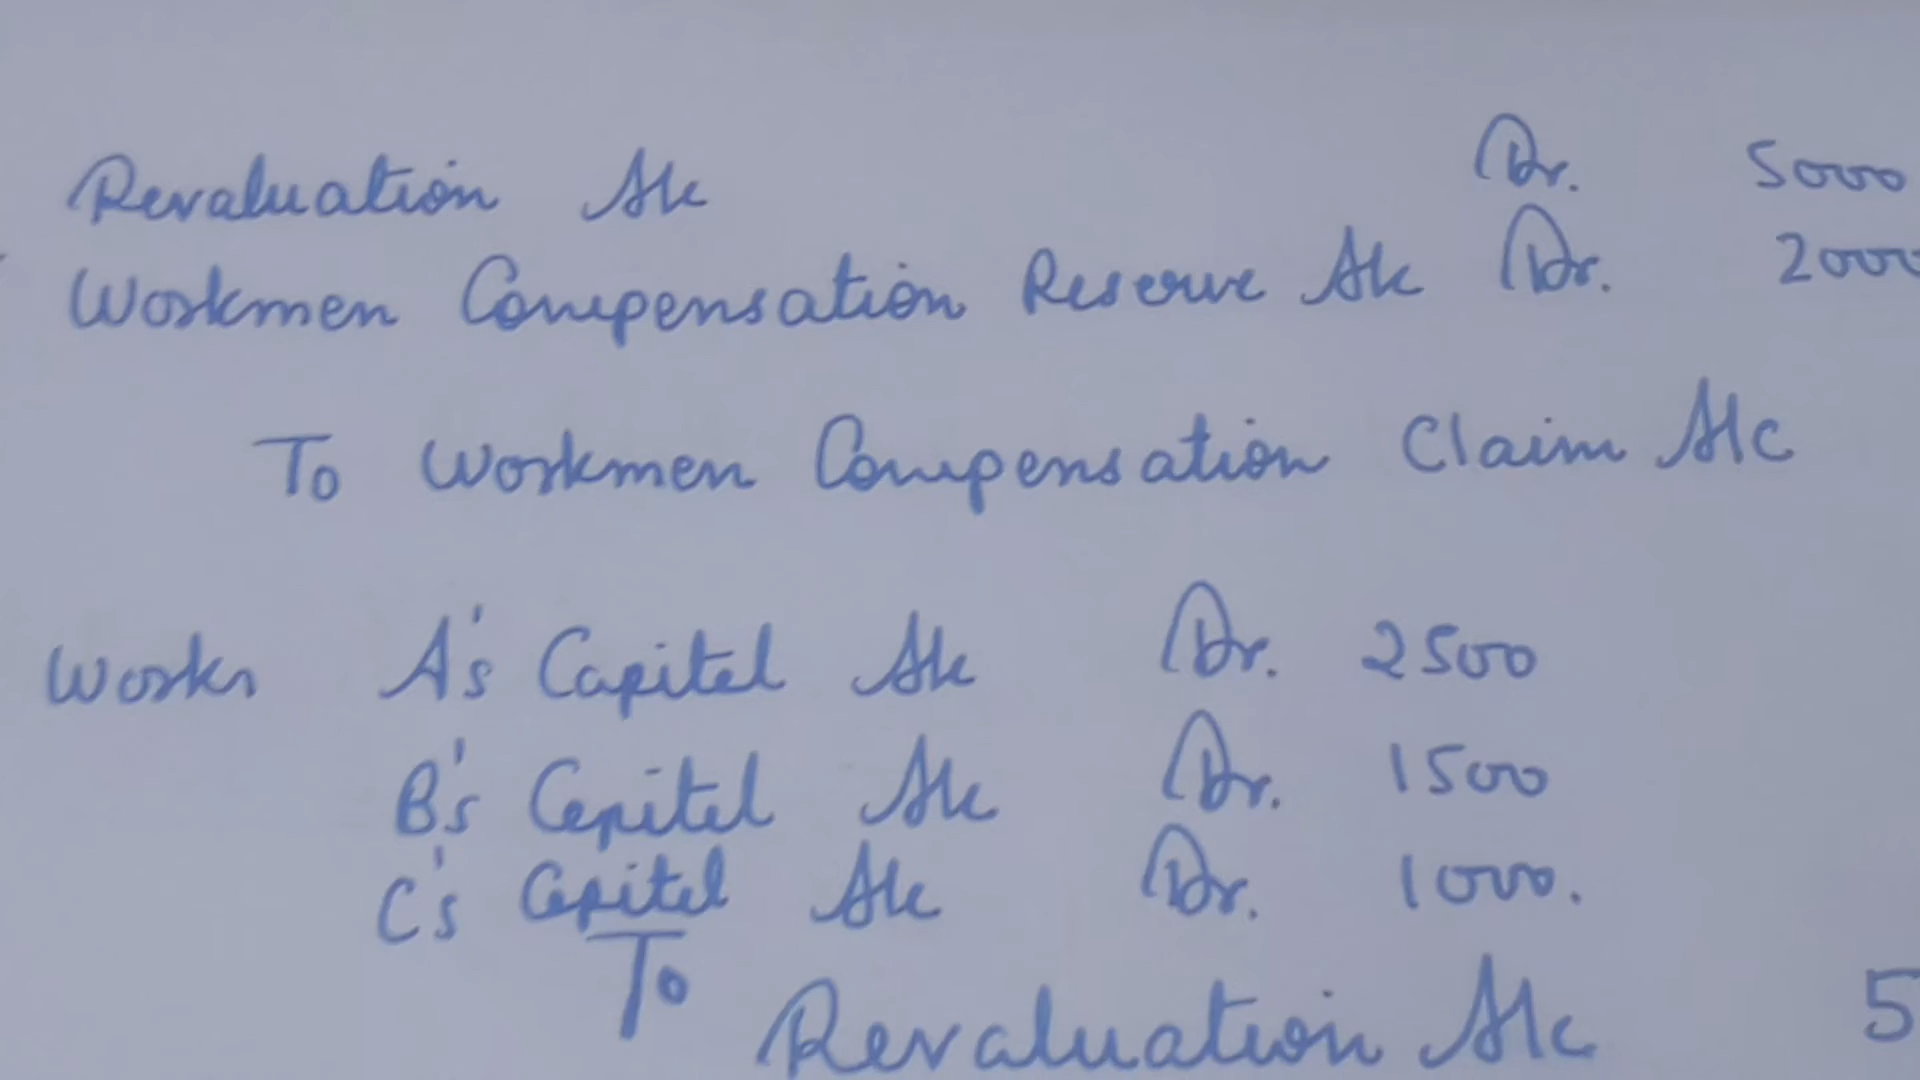 Revaluation A/c Dr. 5000
Workmen Compensation Reserve A/c Dr. 2000
To Workmen Compensation Claim A/c
Works A's Capital A/c Dr. 2500
B's Capital A/c Dr. 1500
C's Capital A/c Dr. 1000.
To
Revaluation A/c 5